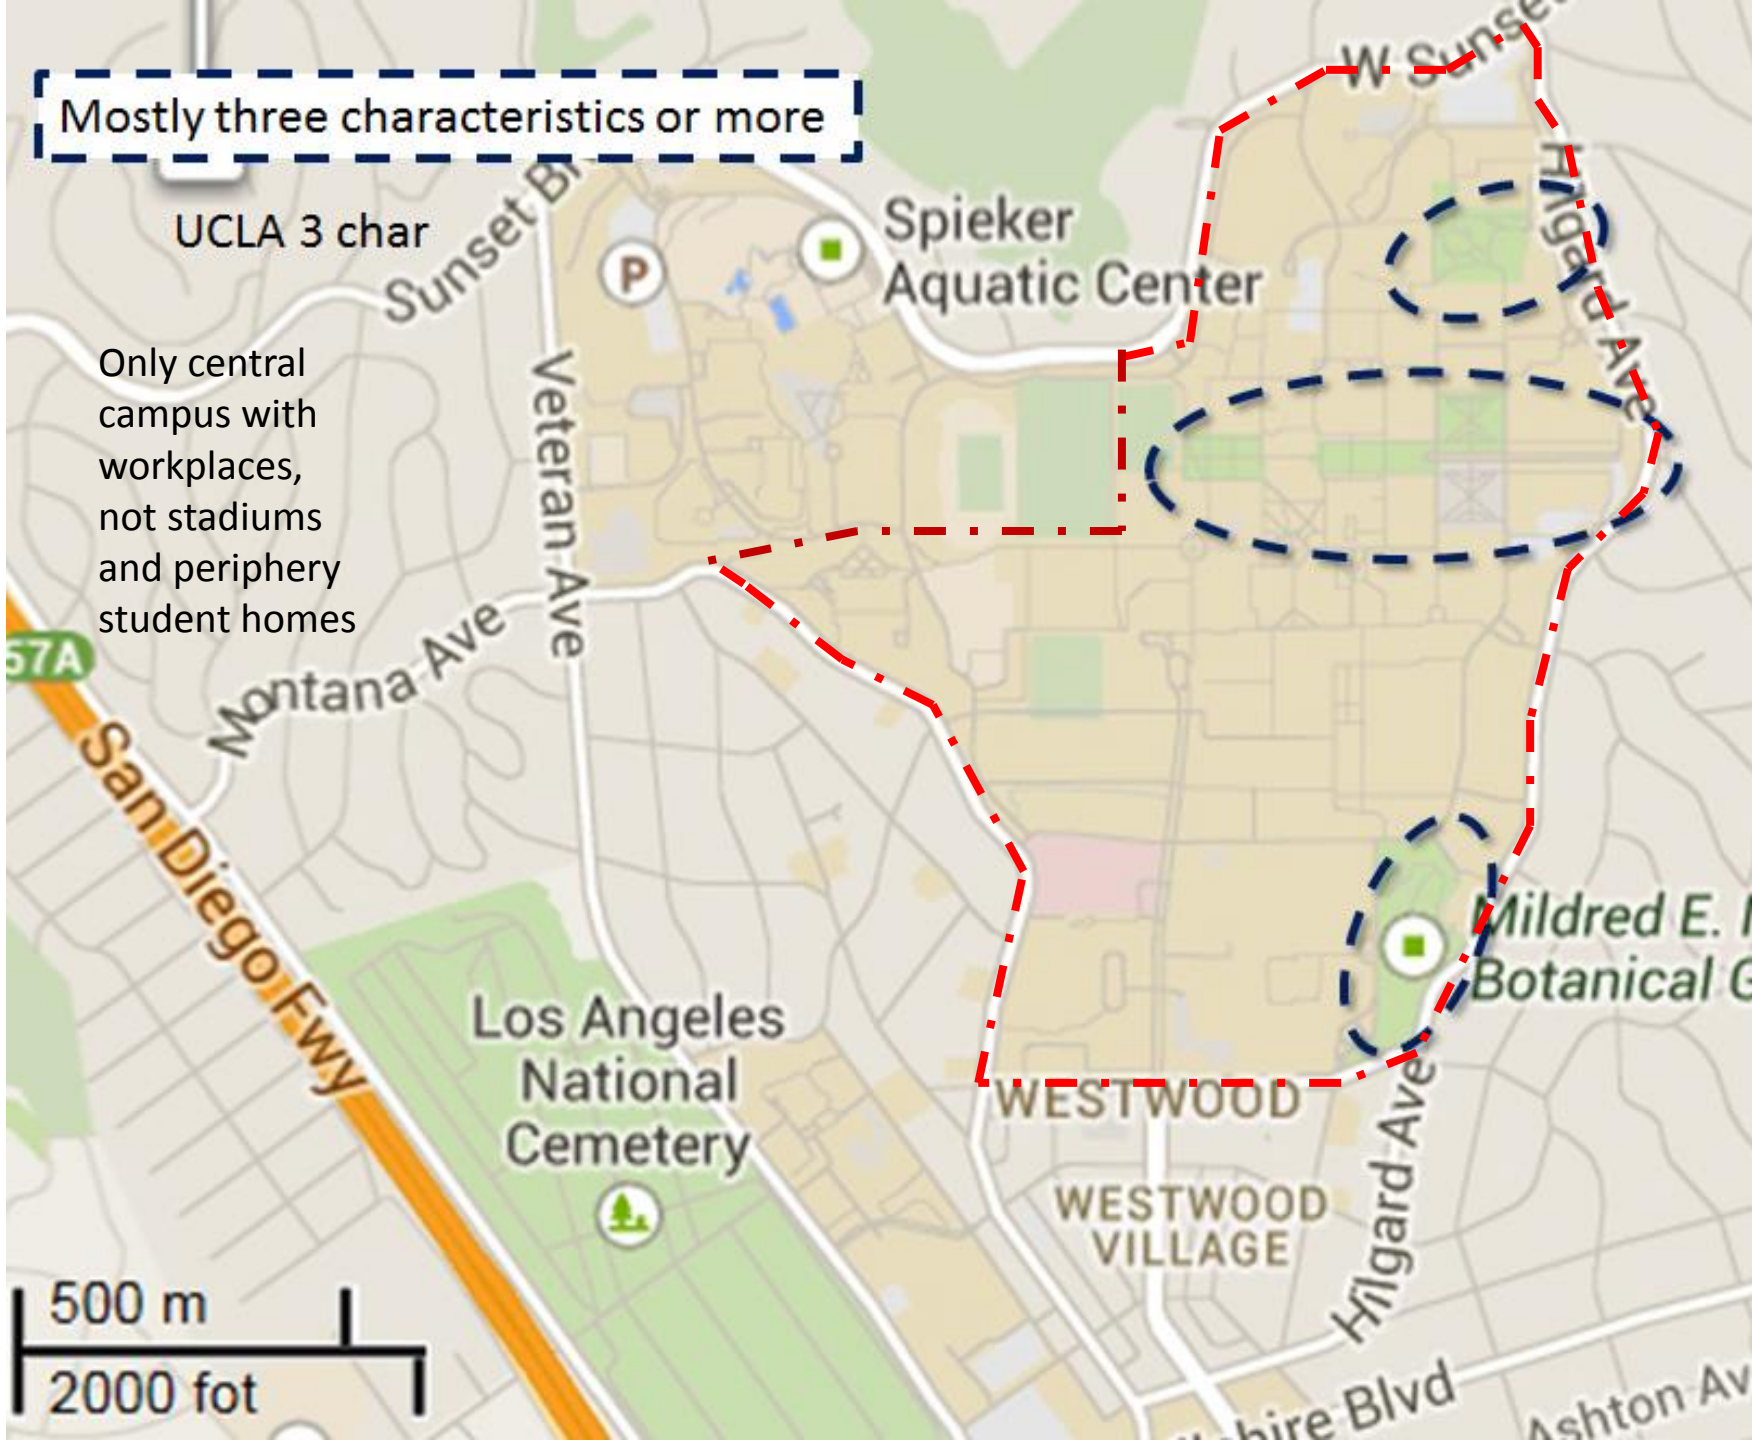 W Sunset
Mostly three characteristics or more
UCLA 3 char
Sunset
Hilgard Ave
P
Spieker
Aquatic Center
Only central
campus with
workplaces,
not stadiums
and periphery
student homes
Veteran Ave
57A
Montana Ave
San Diego Fwy
Mildred E.
Botanical G
Los Angeles
National
Cemetery
WESTWOOD
WESTWOOD
VILLAGE
Hilgard Ave
500 m
2000 fot
Blvd
Ashton Av